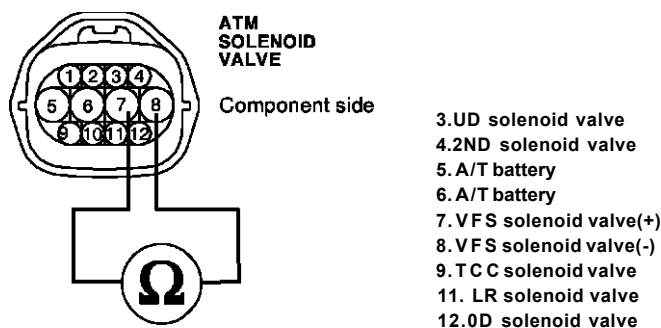 ATM
SOLENOID
VALVE
1 2 3 4
5 6 7 8
9 10 11 12
Component side
Ω
3.UD solenoid valve
4.2ND solenoid valve
5. A/T battery
6. A/T battery
7. VFS solenoid valve(+)
8. VFS solenoid valve(-)
9. TCC solenoid valve
11. LR solenoid valve
12.0D solenoid valve